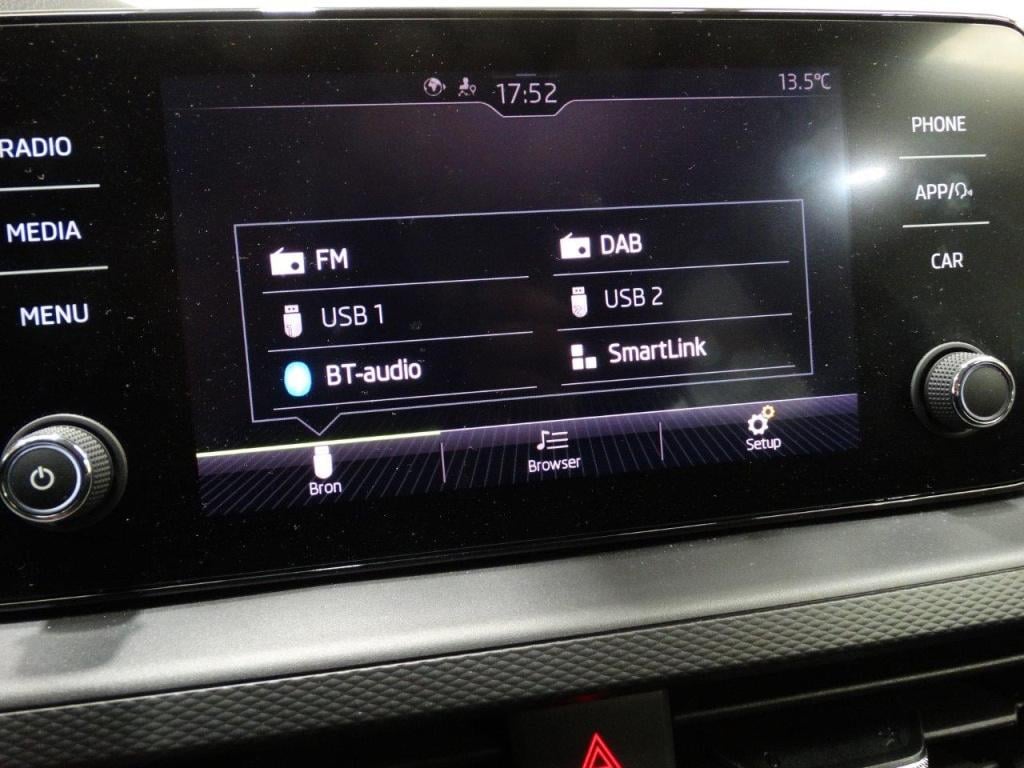 17:52
13.5°C
RADIO
MEDIA
MENU
FM
DAB
USB 1
USB 2
BT-audio
SmartLink
Bron
Browser
Setup
PHONE
APP/
CAR